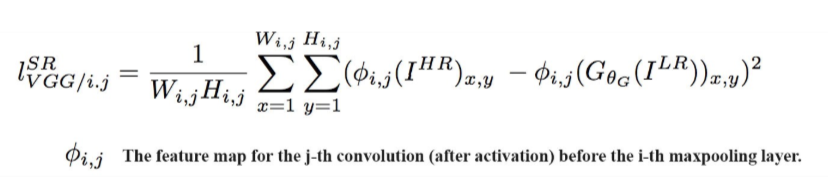 l^{SR}_{VGG/i.j} = \frac{1}{W_{i,j}H_{i,j}} \sum_{x=1}^{W_{i,j}} \sum_{y=1}^{H_{i,j}} (\phi_{i,j}(I^{HR})_{x,y} - \phi_{i,j}(G_{\theta_G}(I^{LR}))_{x,y})^2
\phi_{i,j} The feature map for the j-th convolution (after activation) before the i-th maxpooling layer.